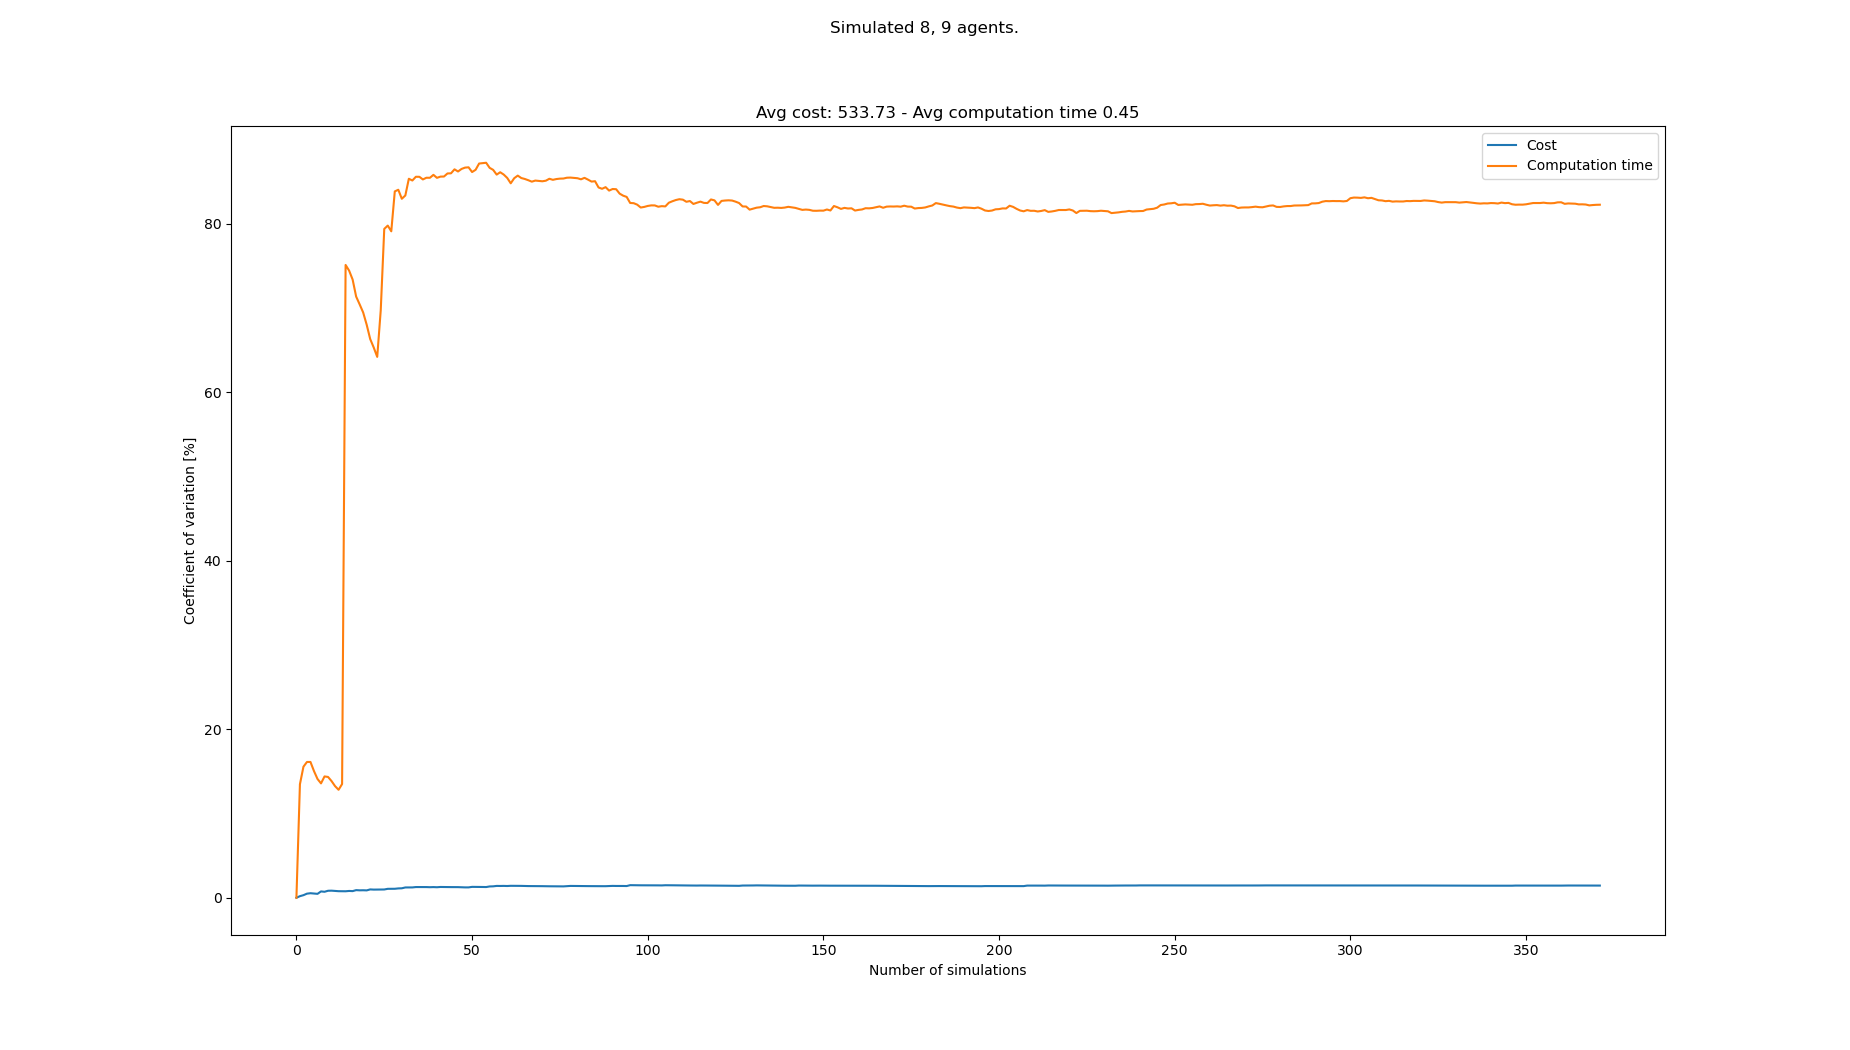 Simulated 8, 9 agents.
Avg cost: 533.73 - Avg computation time 0.45
Cost
Computation time
80
60
40
20
0
Coefficient of variation [%]
0 50 100 150 200 250 300 350
Number of simulations